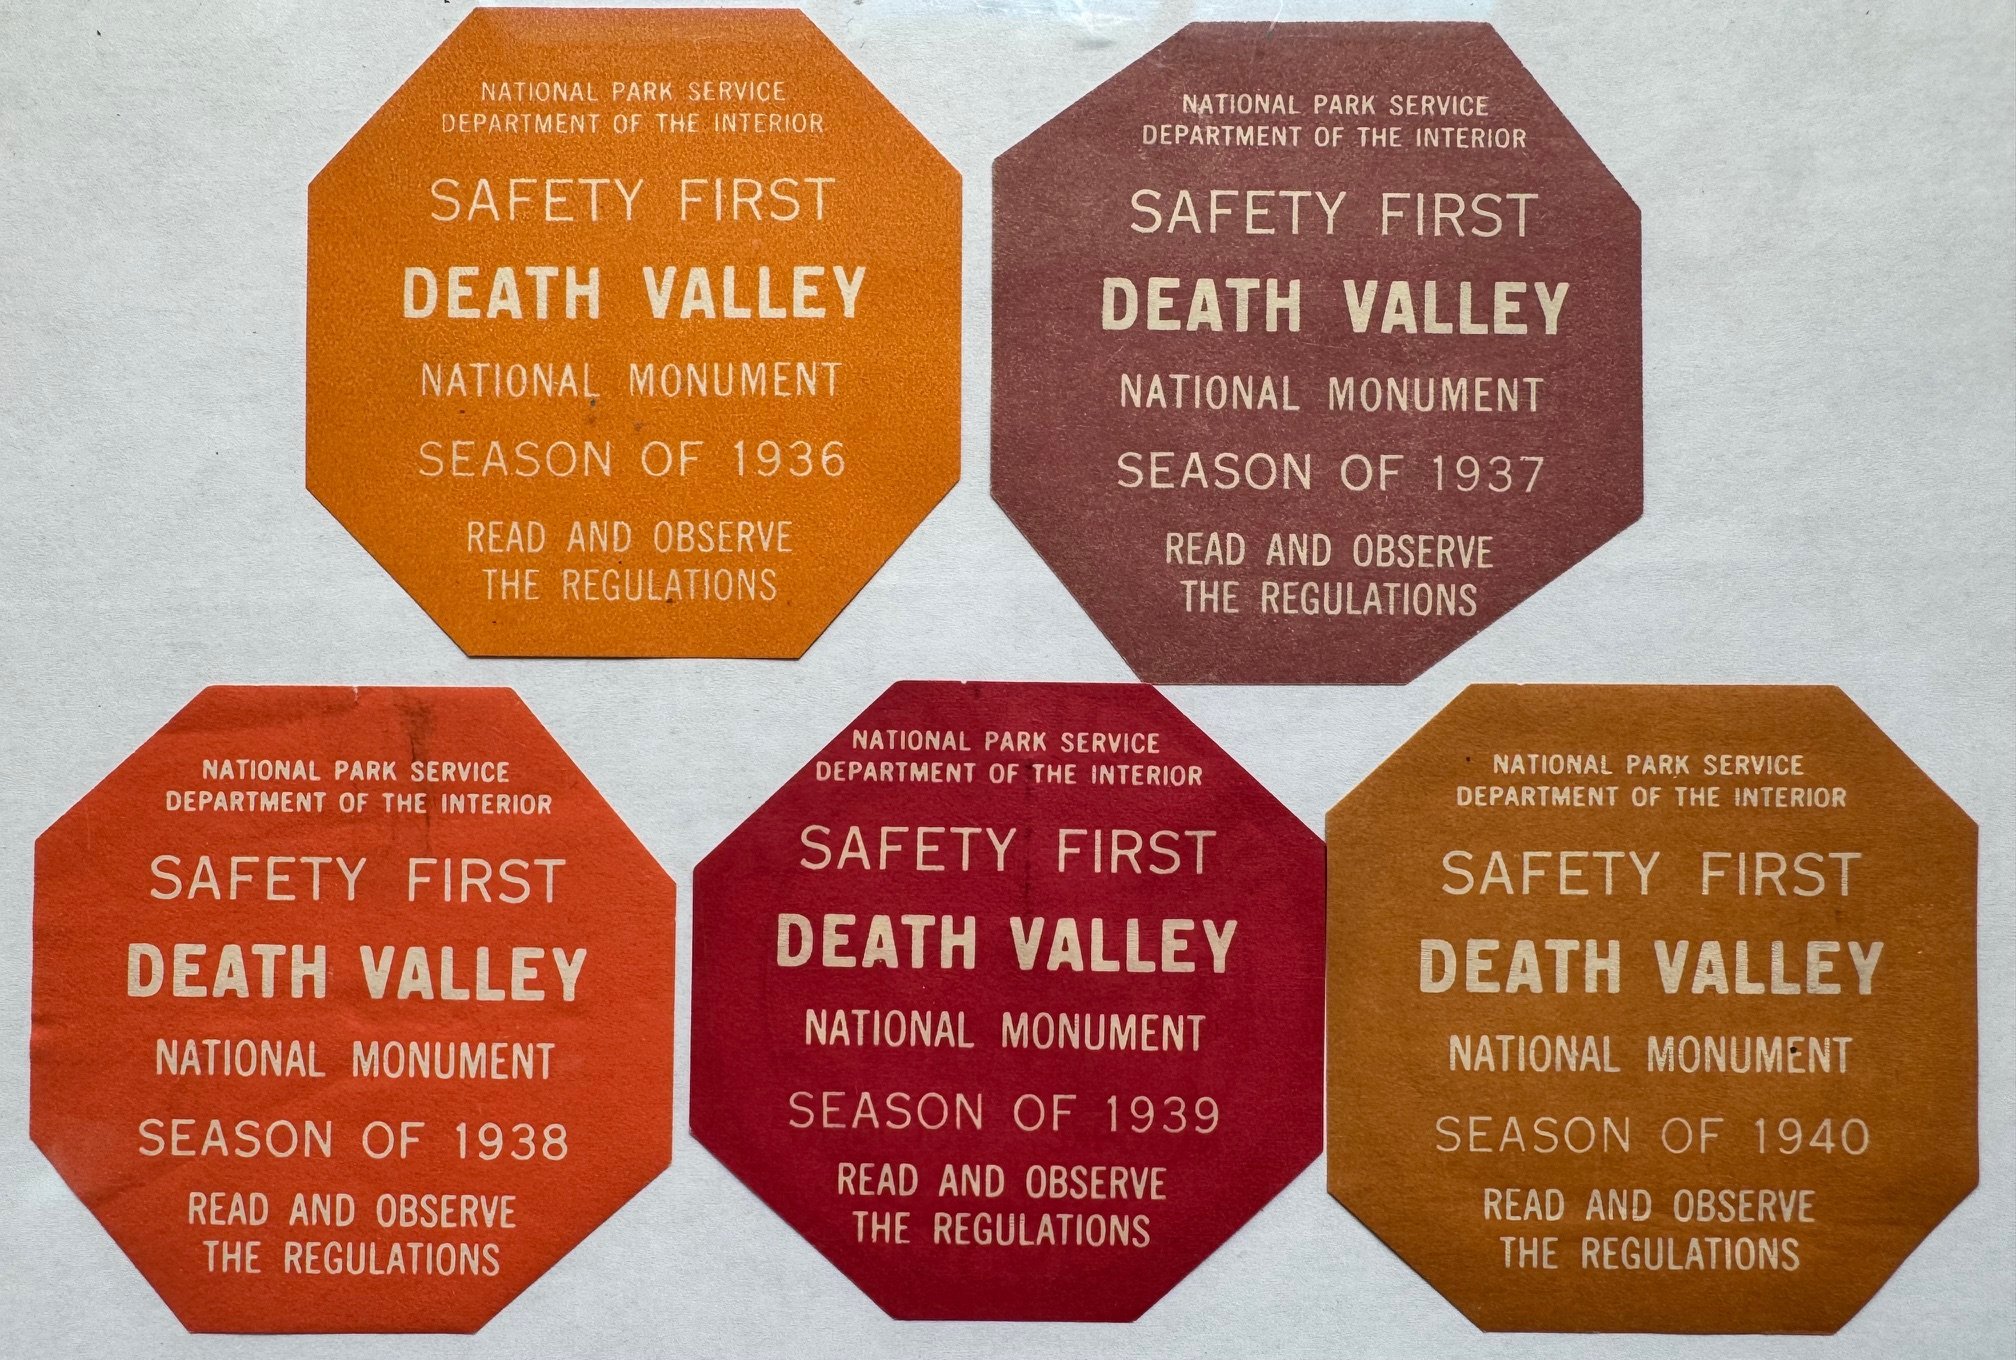 NATIONAL PARK SERVICE
DEPARTMENT OF THE INTERIOR
SAFETY FIRST
DEATH VALLEY
NATIONAL MONUMENT
SEASON OF 1936
READ AND OBSERVE
THE REGULATIONS
NATIONAL PARK SERVICE
DEPARTMENT OF THE INTERIOR
SAFETY FIRST
DEATH VALLEY
NATIONAL MONUMENT
SEASON OF 1937
READ AND OBSERVE
THE REGULATIONS
NATIONAL PARK SERVICE
DEPARTMENT OF THE INTERIOR
SAFETY FIRST
DEATH VALLEY
NATIONAL MONUMENT
SEASON OF 1938
READ AND OBSERVE
THE REGULATIONS
NATIONAL PARK SERVICE
DEPARTMENT OF THE INTERIOR
SAFETY FIRST
DEATH VALLEY
NATIONAL MONUMENT
SEASON OF 1939
READ AND OBSERVE
THE REGULATIONS
NATIONAL PARK SERVICE
DEPARTMENT OF THE INTERIOR
SAFETY FIRST
DEATH VALLEY
NATIONAL MONUMENT
SEASON OF 1940
READ AND OBSERVE
THE REGULATIONS